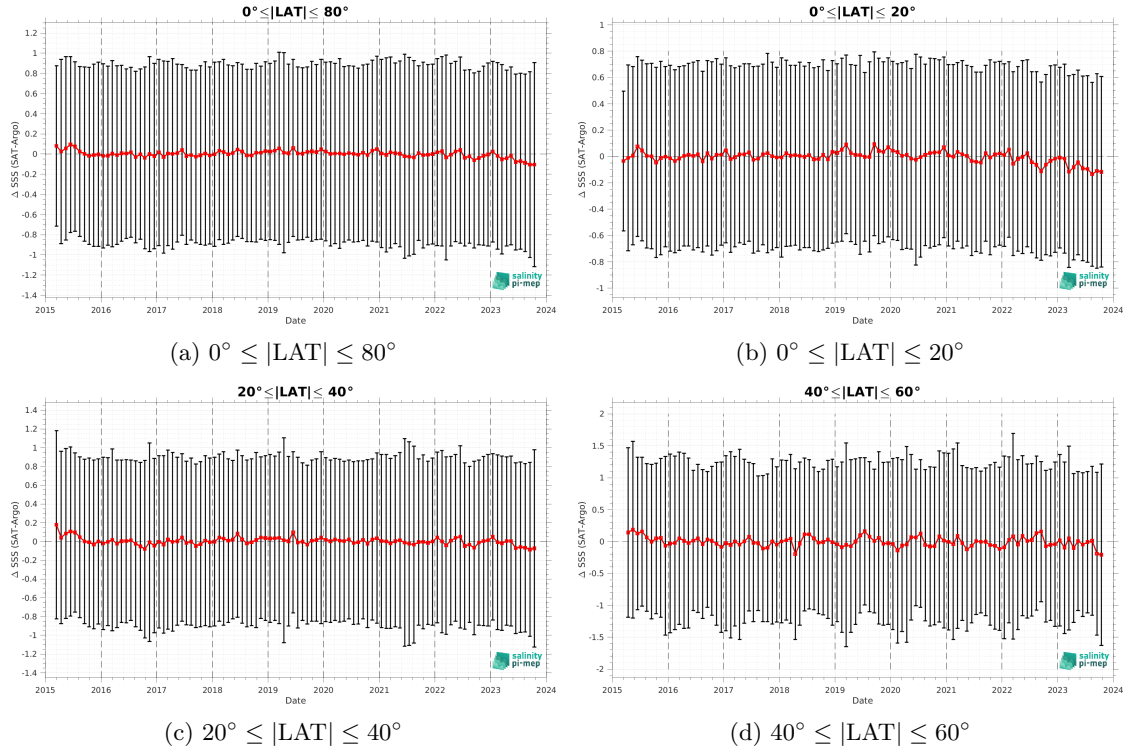 0°≤|LAT|≤ 80°
Δ SSS (SAT-Argo)
1.2
1
0.8
0.6
0.4
0.2
0
-0.2
-0.4
-0.6
-0.8
-1
-1.2
-1.4
2015 2016 2017 2018 2019 2020 2021 2022 2023 2024
Date
salinity
pi-mep
(a) 0° ≤ |LAT| ≤ 80°
0°≤|LAT|≤ 20°
Δ SSS (SAT-Argo)
1
0.8
0.6
0.4
0.2
0
-0.2
-0.4
-0.6
-0.8
-1
2015 2016 2017 2018 2019 2020 2021 2022 2023 2024
Date
salinity
pi-mep
(b) 0° ≤ |LAT| ≤ 20°
20°≤|LAT|≤ 40°
Δ SSS (SAT-Argo)
1.4
1.2
1
0.8
0.6
0.4
0.2
0
-0.2
-0.4
-0.6
-0.8
-1
-1.2
-1.4
2015 2016 2017 2018 2019 2020 2021 2022 2023 2024
Date
salinity
pi-mep
(c) 20° ≤ |LAT| ≤ 40°
40°≤|LAT|≤ 60°
Δ SSS (SAT-Argo)
2
1.5
1
0.5
0
-0.5
-1
-1.5
-2
2015 2016 2017 2018 2019 2020 2021 2022 2023 2024
Date
salinity
pi-mep
(d) 40° ≤ |LAT| ≤ 60°